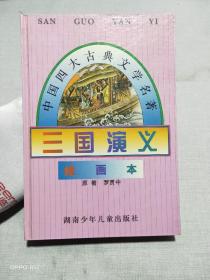 SAN GUO YAN YI
中国四大古典文学名著
三国演义
绘画本
原著 罗贯中
湖南少年儿童出版社